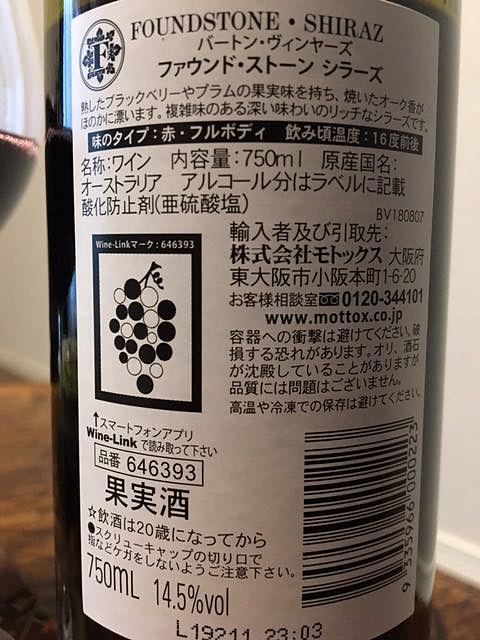 F
FOUNDSTONE・SHIRAZ
バートン・ヴィンヤーズ
ファウンド・ストーン シラーズ
熟したブラックベリーやプラムの果実味を持ち、焼いたオーク香が
ほのかに漂います。複雑味のある深い味わいのリッチなシラーズです。
味のタイプ：赤・フルボディ 飲み頃温度：16度前後
名称：ワイン 内容量：750ml 原産国名：
オーストラリア アルコール分はラベルに記載
酸化防止剤(亜硫酸塩)
BV180807
Wine-Linkマーク：646393
輸入者及び引取先：
株式会社モトックス 大阪府
東大阪市小阪本町1-6-20
お客様相談室 0120-344101
www.mottox.co.jp
容器への衝撃は避けてください。破
損する恐れがあります。オリ、酒石
が沈殿していることがありますが
品質には問題はございません。
高温や冷凍での保存は避けてください。
↑スマートフォンアプリ
Wine-Linkで読み取って下さい
品番 646393
果実酒
☆飲酒は20歳になってから
●スクリューキャップの切り口で
指などケガをしないようご注意下さい。
750mL 14.5%vol
9 335966 000223
L19211 23:03